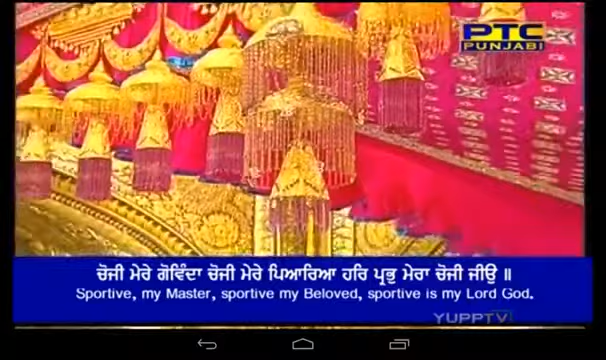 PTC
PUNJABI
ਚੋਜੀ ਮੇਰੇ ਗੋਵਿੰਦਾ ਚੋਜੀ ਮੇਰੇ ਪਿਆਰਿਆ ਹਰਿ ਪ੍ਰਭੁ ਮੇਰਾ ਚੋਜੀ ਜੀਉ ॥
Sportive, my Master, sportive my Beloved, sportive is my Lord God.
YUPPTV